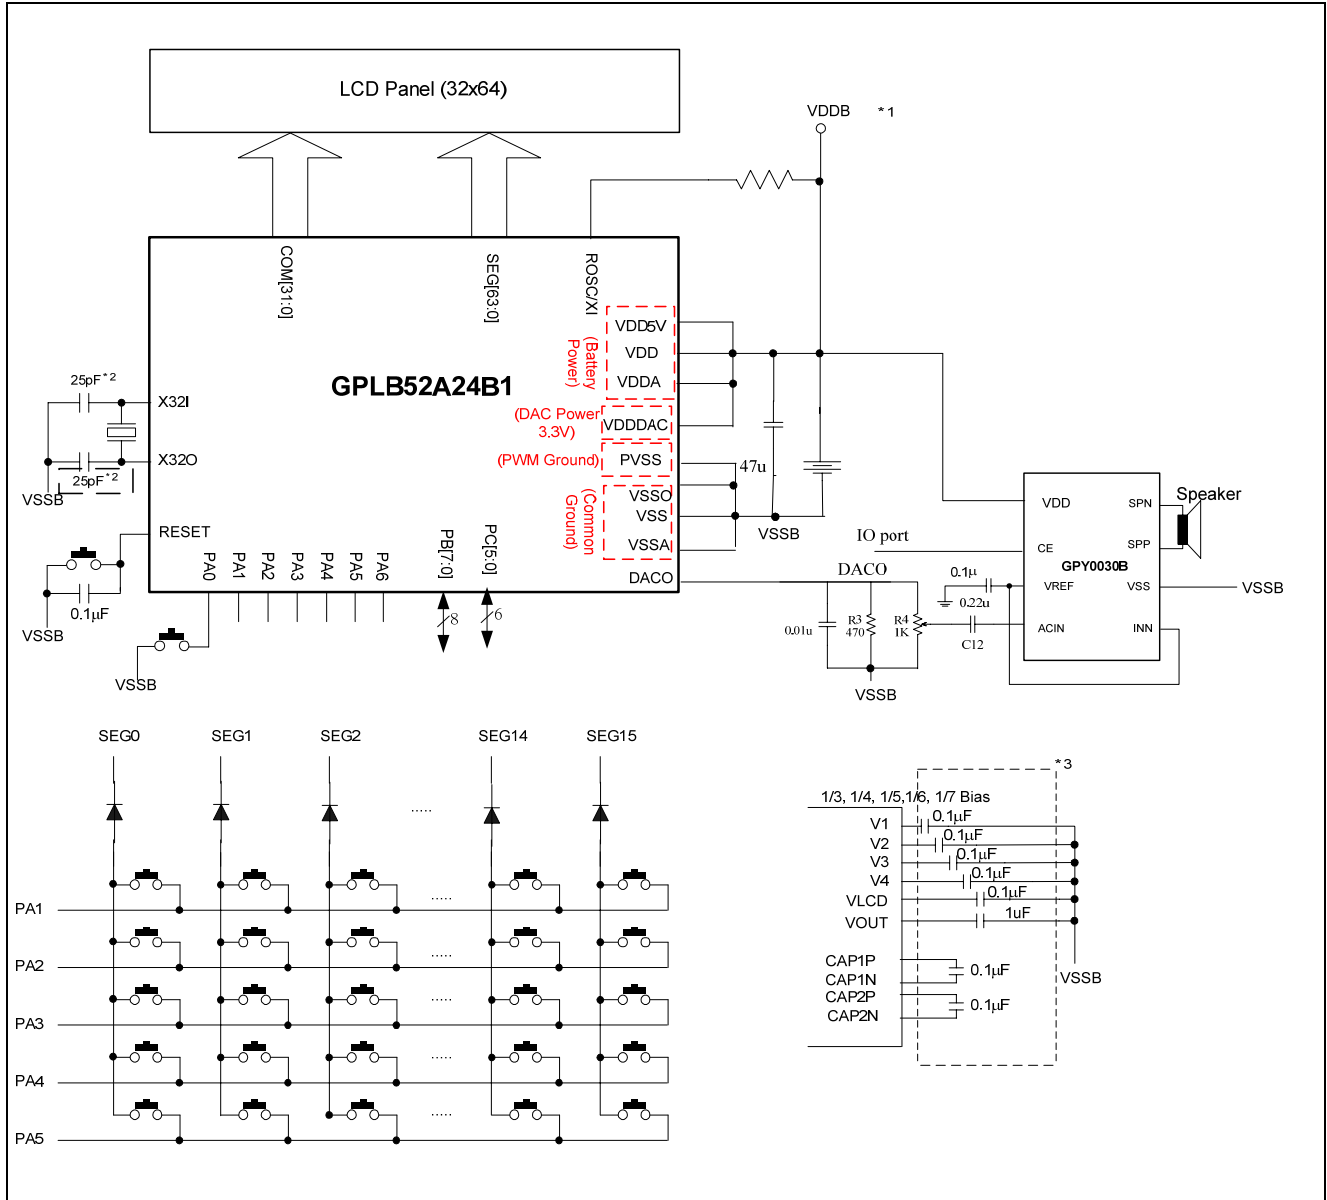 LCD Panel (32x64)
VDDB *1
COM[31:0]
SEG[63:0]
ROSC/XI
VDD5V
VDD
VDDA
(Battery Power)
GPLB52A24B1
(DAC Power 3.3V)
VDDDAC
(PWM Ground)
PVSS
VSSO
VSS
VSSA
(Common Ground)
DACO
25pF*2
X32I
X32O
25pF*2
VSSB
RESET
0.1µF
VSSB
PA0
PA1
PA2
PA3
PA4
PA5
PA6
PB[7:0]
PC[5:0]
8
6
VSSB
47u
VSSB
IO port
DACO
0.01u
R3
470
R4
1K
VSSB
0.1µ
0.22u
C12
VDD
CE
VREF
ACIN
GPY0030B
SPN
SPP
VSS
INN
Speaker
VSSB
SEG0
SEG1
SEG2
SEG14
SEG15
.....
PA1
.....
PA2
.....
PA3
.....
PA4
.....
PA5
.....
*3
1/3, 1/4, 1/5,1/6, 1/7 Bias
V1
0.1µF
V2
0.1µF
V3
0.1µF
V4
0.1µF
VLCD
0.1µF
VOUT
1uF
CAP1P
CAP1N
0.1µF
CAP2P
CAP2N
0.1µF
VSSB